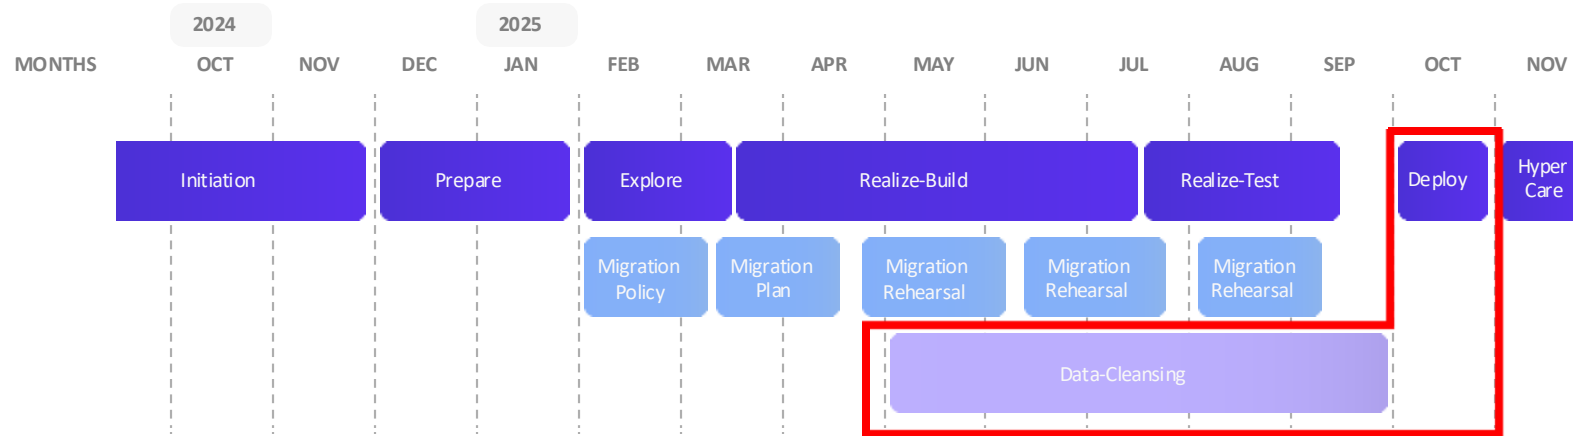 2024 2025
MONTHS OCT NOV DEC JAN FEB MAR APR MAY JUN JUL AUG SEP OCT NOV
Initiation Prepare Explore Realize-Build Realize-Test Deploy Hyper
Care
Migration Migration Migration Migration Migration
Policy Plan Rehearsal Rehearsal Rehearsal
Data-Cleansing